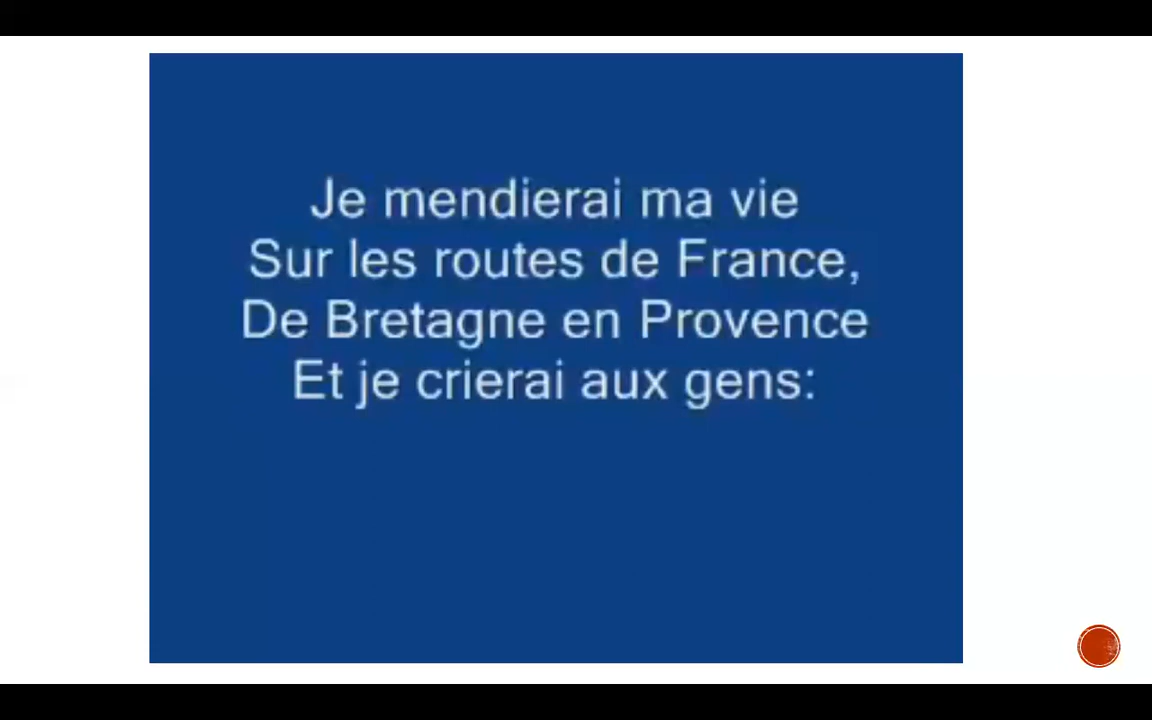 Je mendierai ma vie
Sur les routes de France,
De Bretagne en Provence
Et je crierai aux gens: